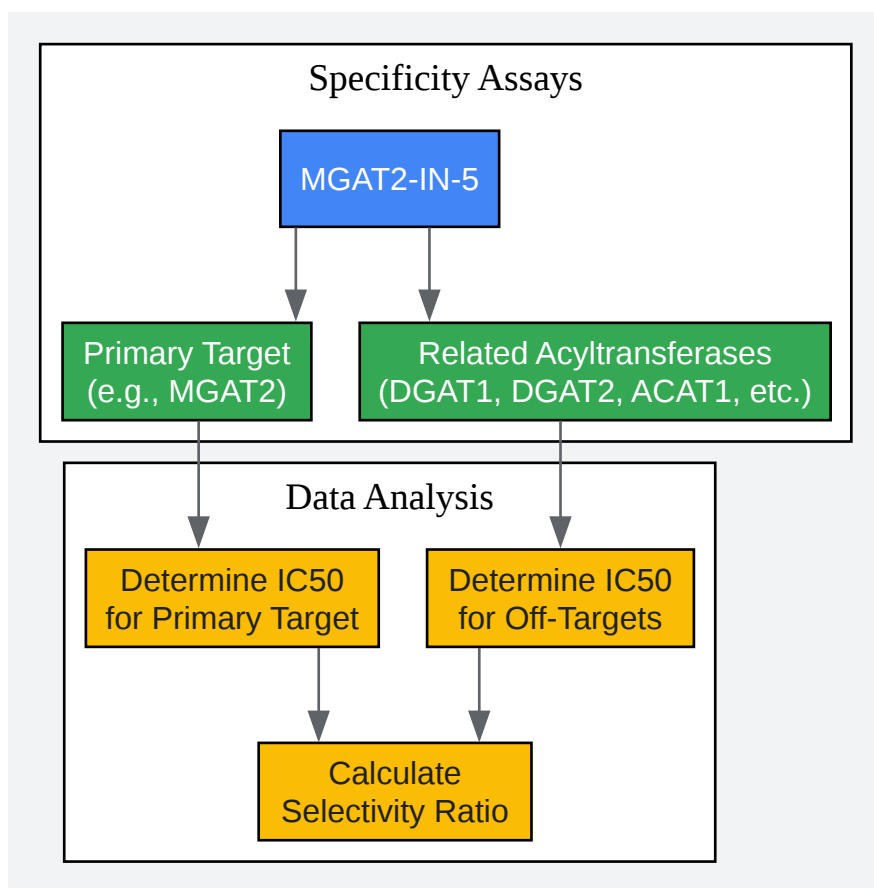 Specificity Assays
MGAT2-IN-5
Primary Target
(e.g., MGAT2)
Related Acyltransferases
(DGAT1, DGAT2, ACAT1, etc.)
Data Analysis
Determine IC50
for Primary Target
Determine IC50
for Off-Targets
Calculate
Selectivity Ratio